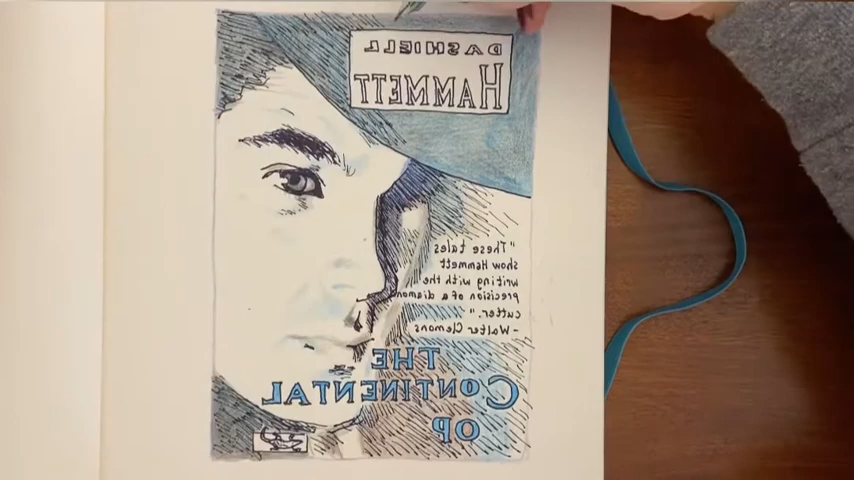 DASHIELL
HAMMETT
"These tales
show Hammett
writing with the
precision of a diamond
cutter."
-Walter Clemons
THE
CONTINENTAL
OP